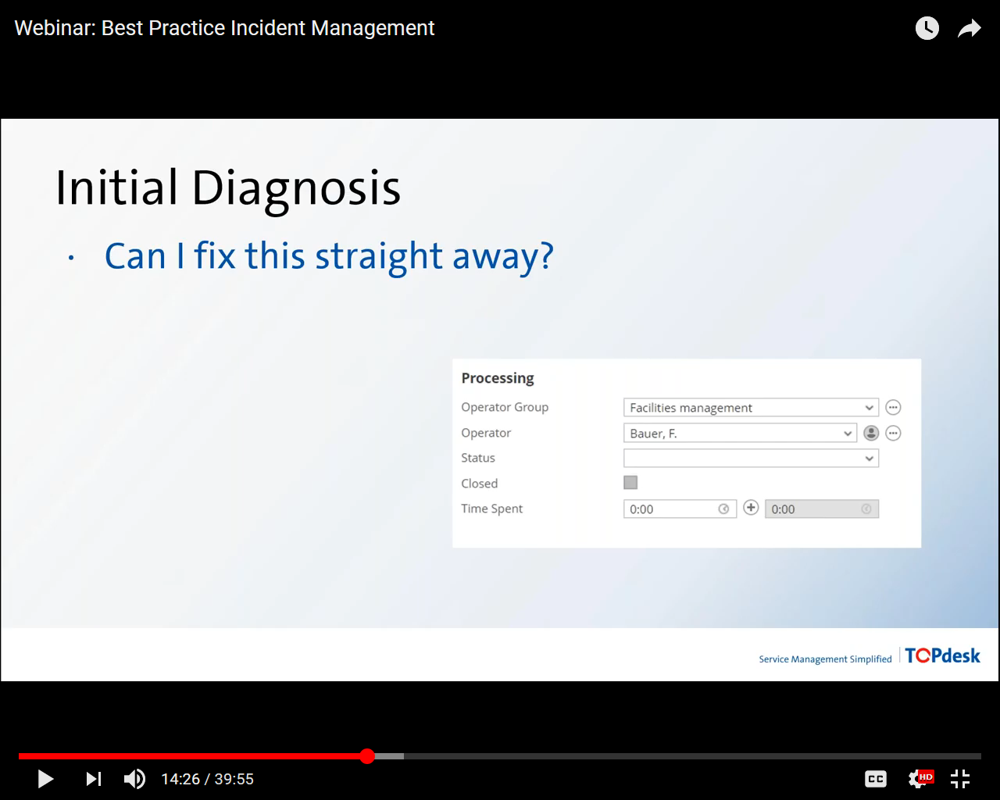 Webinar: Best Practice Incident Management
Initial Diagnosis
· Can I fix this straight away?
Processing
Operator Group Facilities management
Operator Bauer, F.
Status
Closed
Time Spent 0:00 0:00
Service Management Simplified TOPdesk
14:26 / 39:55 CC HD